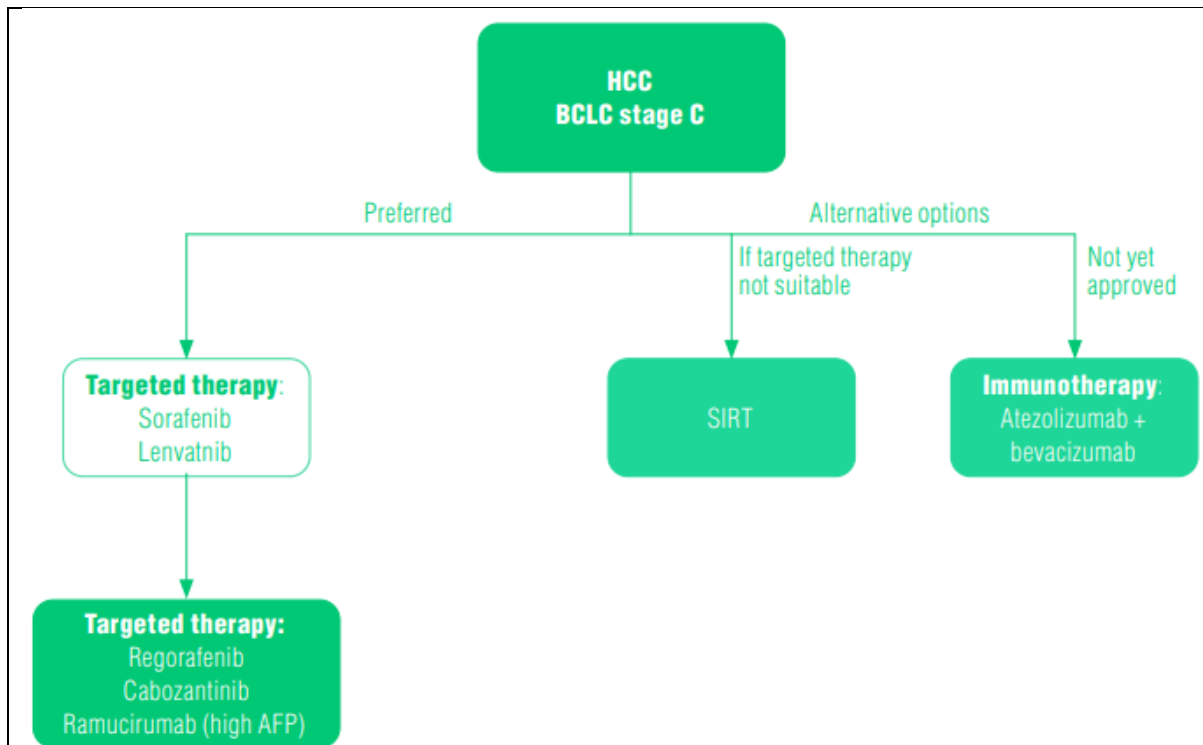 HCC
BCLC stage C
Preferred
Alternative options
If targeted therapy
not suitable
Not yet
approved
Targeted therapy:
Sorafenib
Lenvatnib
SIRT
Immunotherapy:
Atezolizumab +
bevacizumab
Targeted therapy:
Regorafenib
Cabozantinib
Ramucirumab (high AFP)